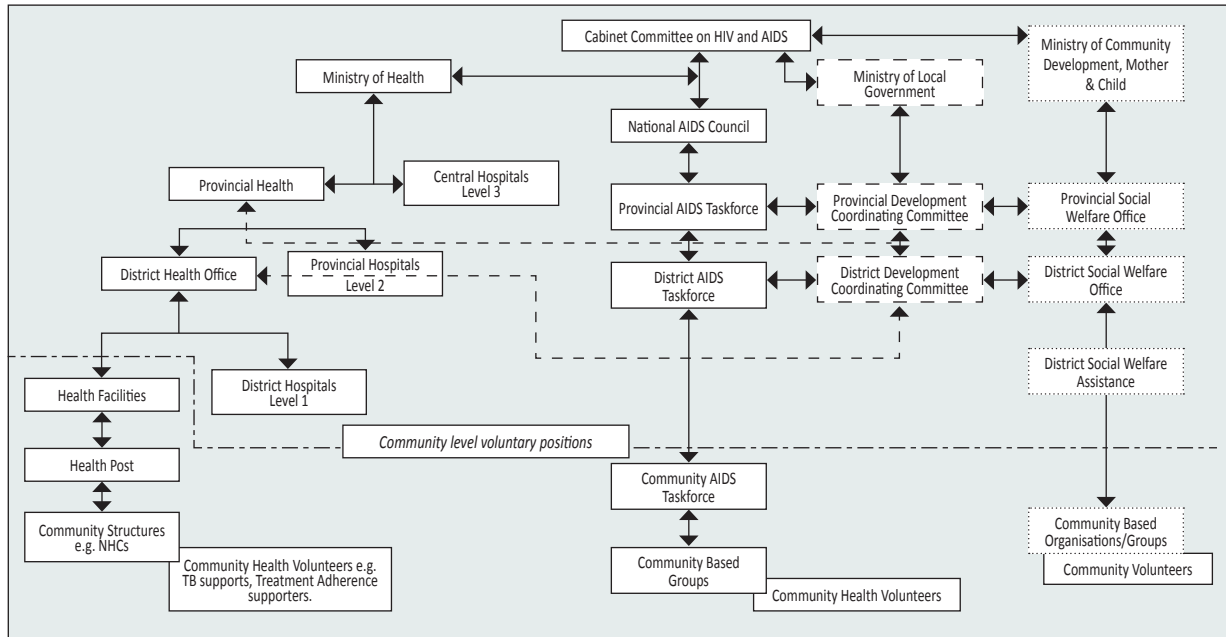 Cabinet Committee on HIV and AIDS
Ministry of Community
Development, Mother
& Child
Ministry of Health
Ministry of Local
Government
National AIDS Council
Provincial Health
Central Hospitals
Level 3
Provincial AIDS Taskforce
Provincial Development
Coordinating Committee
Provincial Social
Welfare Office
District Health Office
Provincial Hospitals
Level 2
District AIDS
Taskforce
District Development
Coordinating Committee
District Social Welfare
Office
Health Facilities
District Hospitals
Level 1
District Social Welfare
Assistance
Community level voluntary positions
Health Post
Community AIDS
Taskforce
Community Structures
e.g. NHCs
Community Health Volunteers e.g.
TB supports, Treatment Adherence
supporters.
Community Based
Groups
Community Health Volunteers
Community Based
Organisations/Groups
Community Volunteers